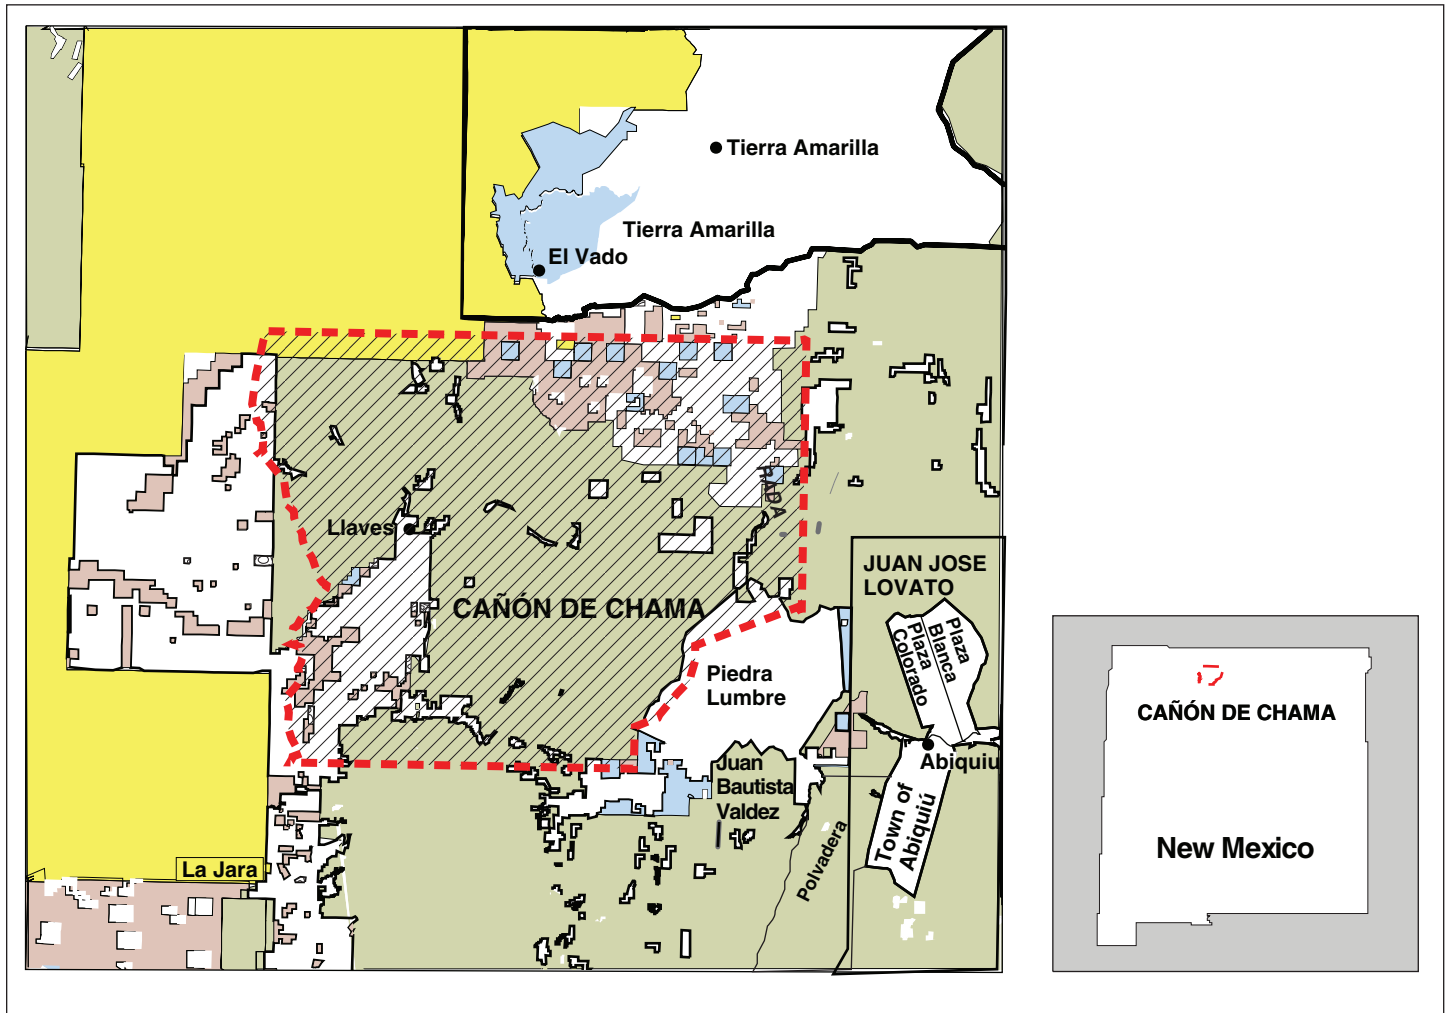 Tierra Amarilla
Tierra Amarilla
El Vado
Llaves
CAÑÓN DE CHAMA
RADA
JUAN JOSE
LOVATO
Plaza
Blanca
Plaza
Colorado
Piedra
Lumbre
Abiquiu
Juan
Bautista
Valdez
Town of
Abiquiú
Polvadera
La Jara
CAÑÓN DE CHAMA
New Mexico